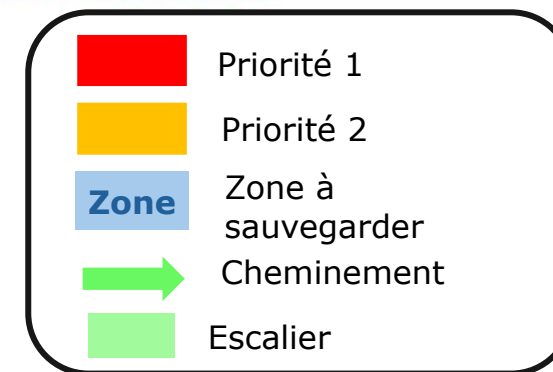 Priorité 1
Priorité 2
Zone
Zone à
sauvegarder
Cheminement
Escalier